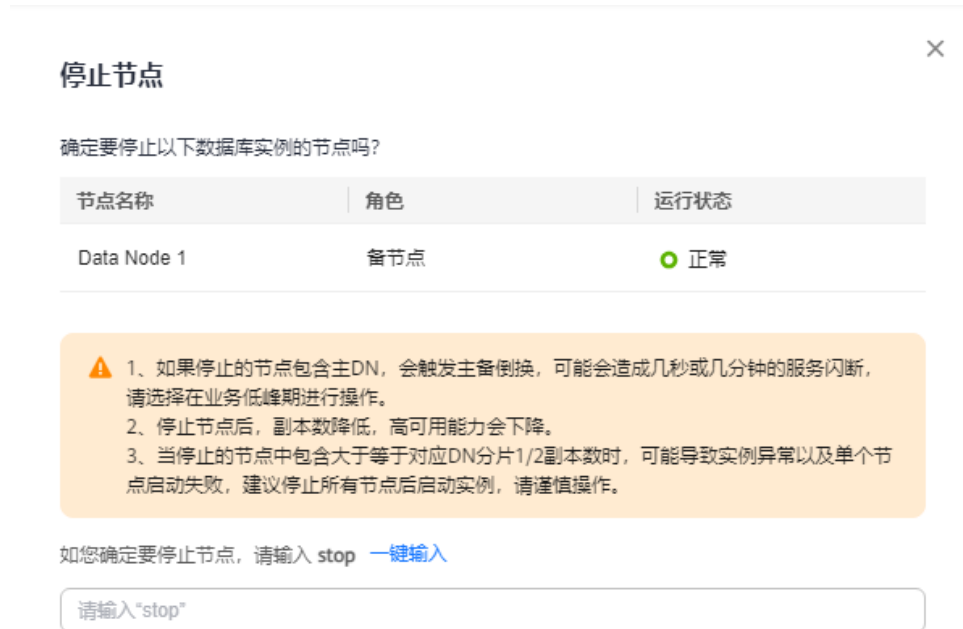 停止节点
确定要停止以下数据库实例的节点吗?
节点名称 角色 运行状态
Data Node 1 备节点 正常
1、如果停止的节点包含主DN，会触发主备倒换，可能会造成几秒或几分钟的服务闪断，
请选择在业务低峰期进行操作。
2、停止节点后，副本数降低，高可用能力会下降。
3、当停止的节点中包含大于等于对应DN分片1/2副本数时，可能导致实例异常以及单个节
点启动失败，建议停止所有节点后启动实例，请谨慎操作。
如您确定要停止节点，请输入 stop 一键输入
请输入“stop”